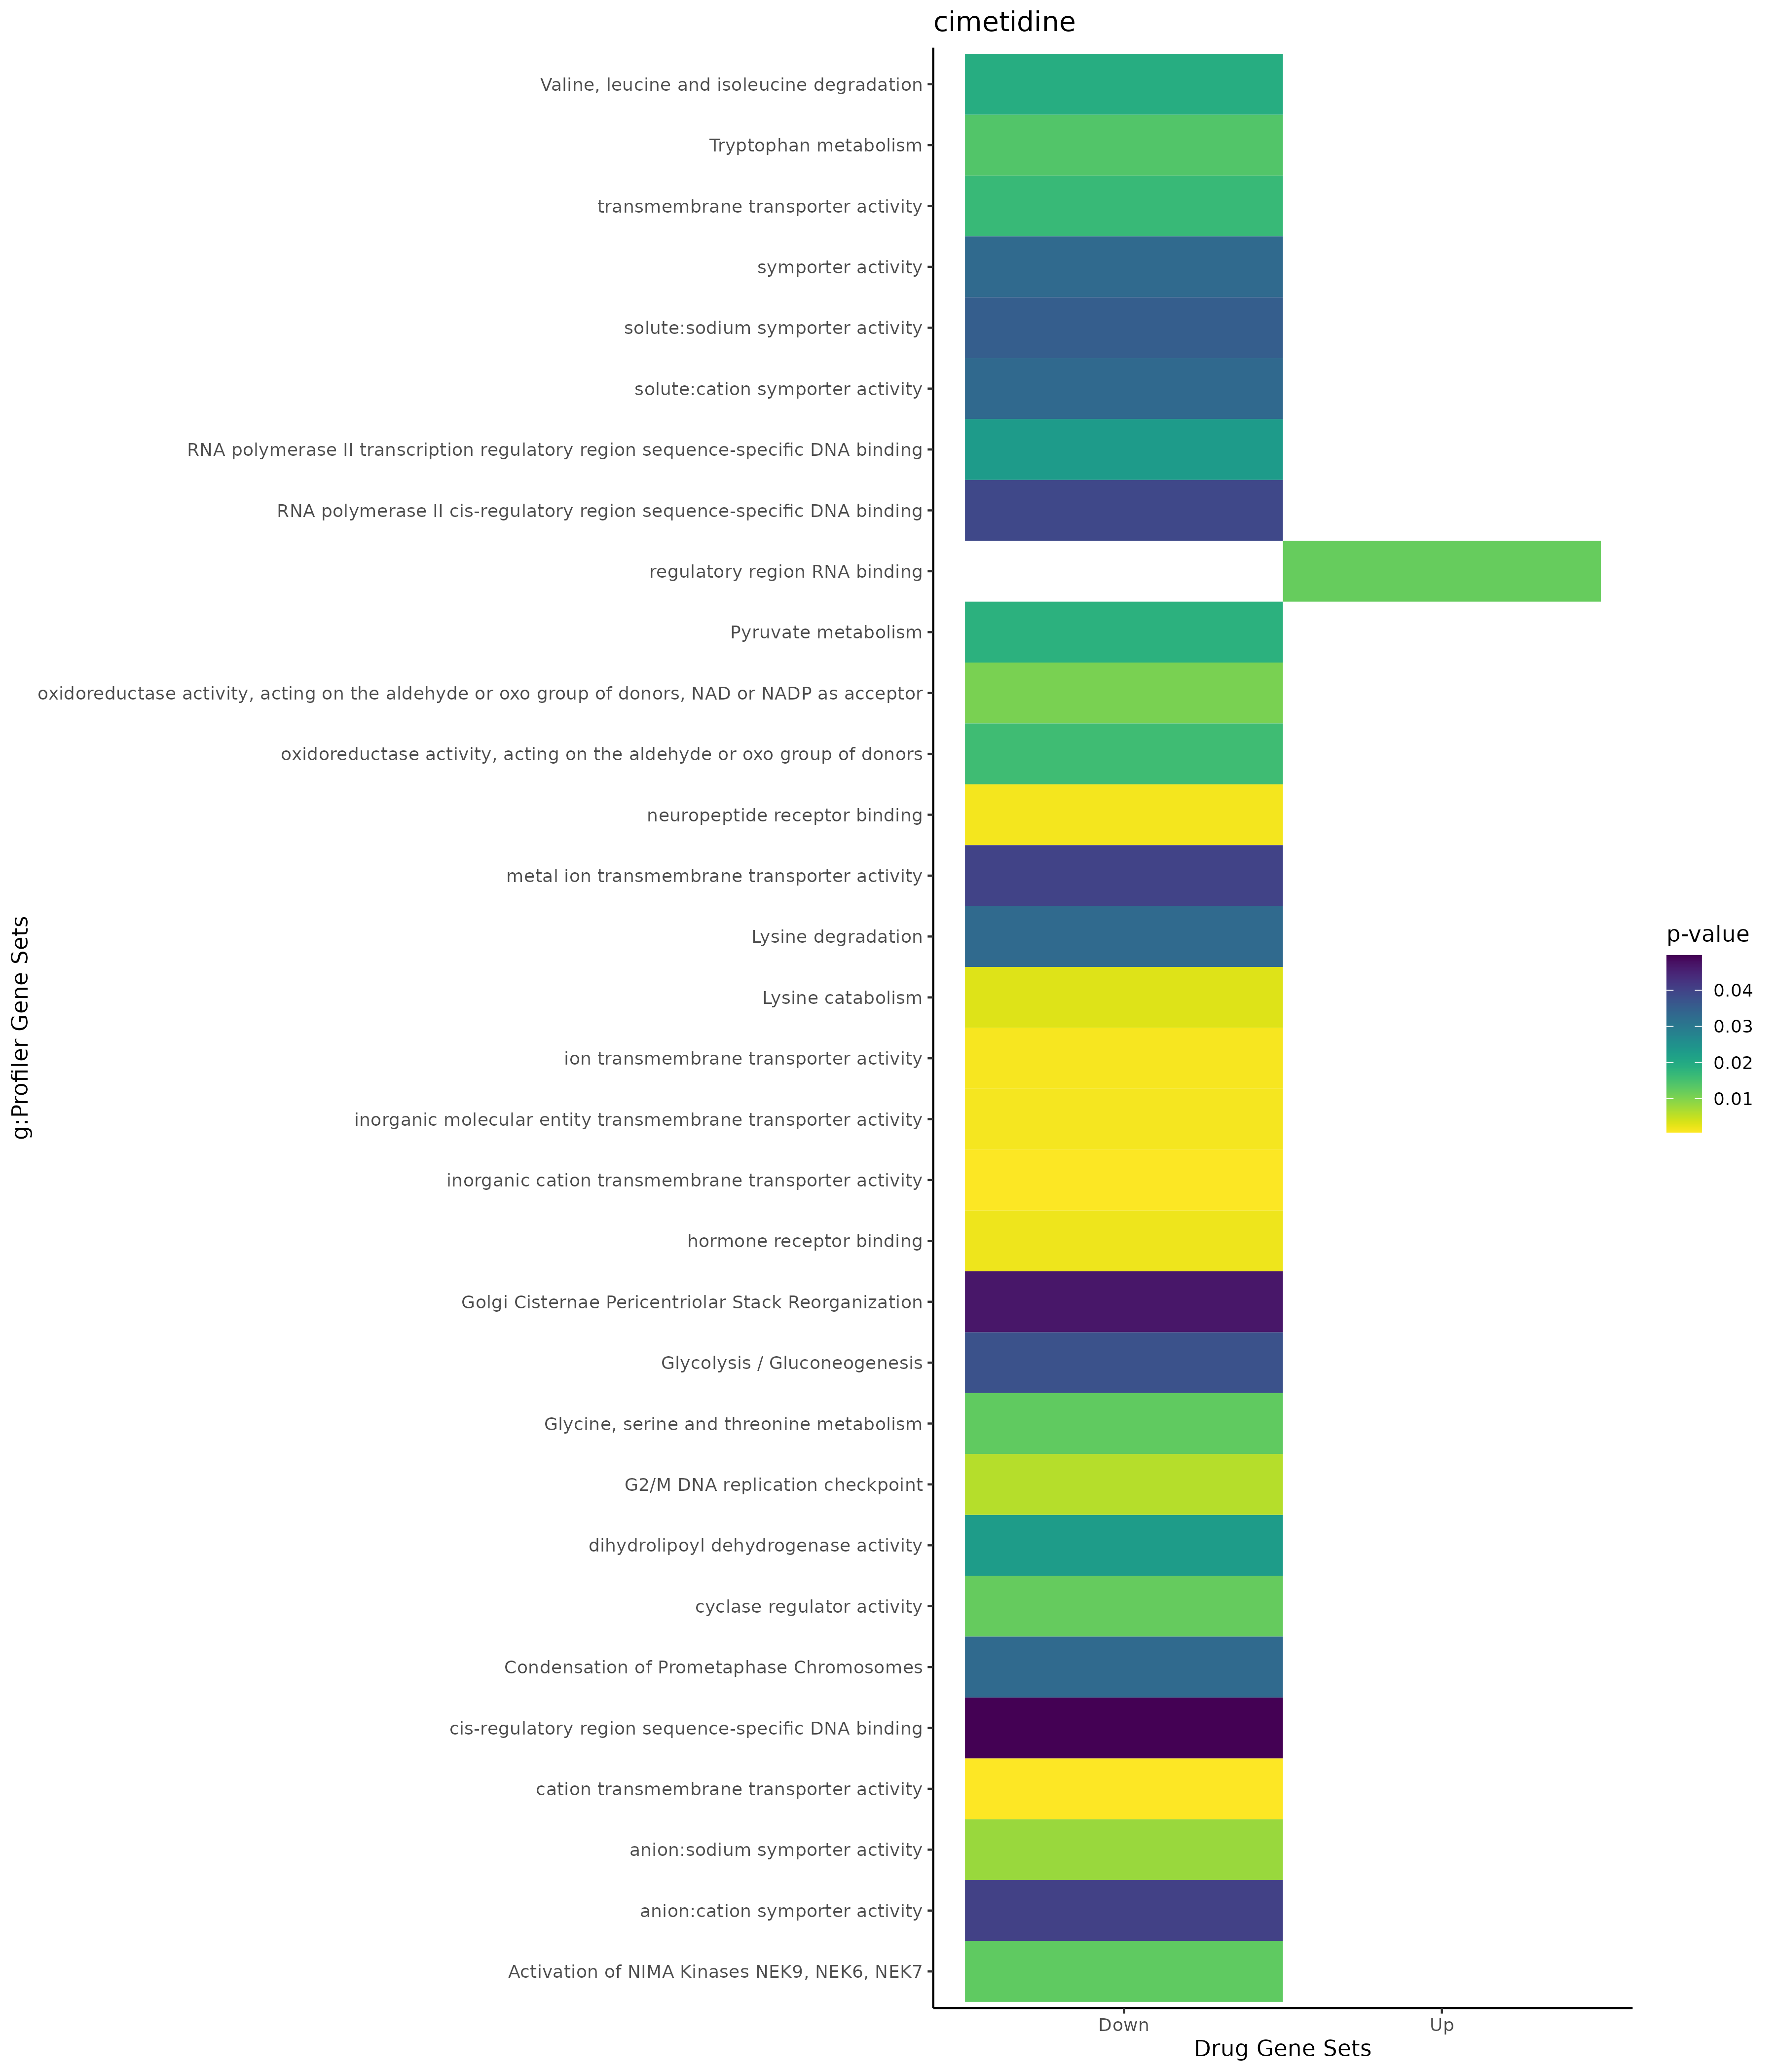 cimetidine
Valine, leucine and isoleucine degradation
Tryptophan metabolism
transmembrane transporter activity
symporter activity
solute:sodium symporter activity
solute:cation symporter activity
RNA polymerase II transcription regulatory region sequence-specific DNA binding
RNA polymerase II cis-regulatory region sequence-specific DNA binding
regulatory region RNA binding
Pyruvate metabolism
oxidoreductase activity, acting on the aldehyde or oxo group of donors, NAD or NADP as acceptor
oxidoreductase activity, acting on the aldehyde or oxo group of donors
neuropeptide receptor binding
metal ion transmembrane transporter activity
Lysine degradation
Lysine catabolism
ion transmembrane transporter activity
inorganic molecular entity transmembrane transporter activity
inorganic cation transmembrane transporter activity
hormone receptor binding
Golgi Cisternae Pericentriolar Stack Reorganization
Glycolysis / Gluconeogenesis
Glycine, serine and threonine metabolism
G2/M DNA replication checkpoint
dihydrolipoyl dehydrogenase activity
cyclase regulator activity
Condensation of Prometaphase Chromosomes
cis-regulatory region sequence-specific DNA binding
cation transmembrane transporter activity
anion:sodium symporter activity
anion:cation symporter activity
Activation of NIMA Kinases NEK9, NEK6, NEK7
g:Profiler Gene Sets
Down
Up
Drug Gene Sets
p-value
0.04
0.03
0.02
0.01